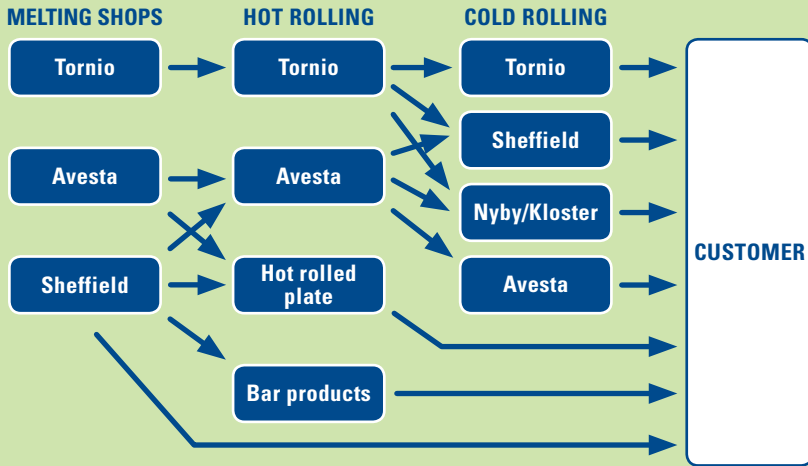 MELTING SHOPS
HOT ROLLING
COLD ROLLING
Tornio
Tornio
Tornio
Sheffield
Avesta
Avesta
Nyby/Kloster
CUSTOMER
Sheffield
Hot rolled
plate
Avesta
Bar products